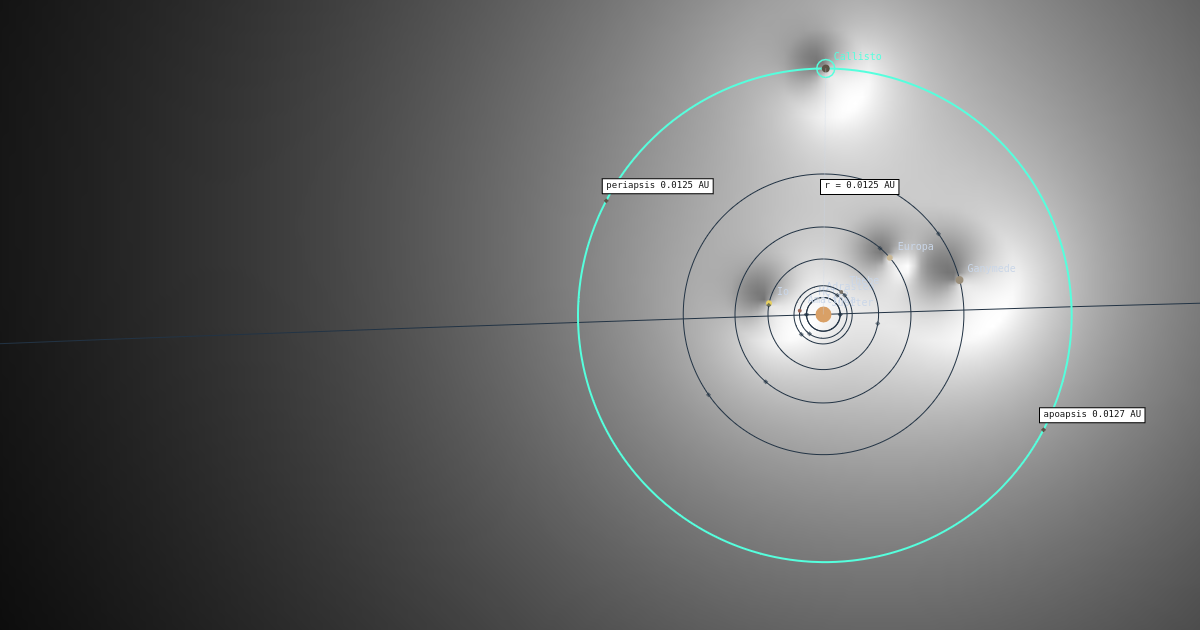 Callisto
periapsis 0.0125 AU
r = 0.0125 AU
Europa
Ganymede
Io
apoapsis 0.0127 AU